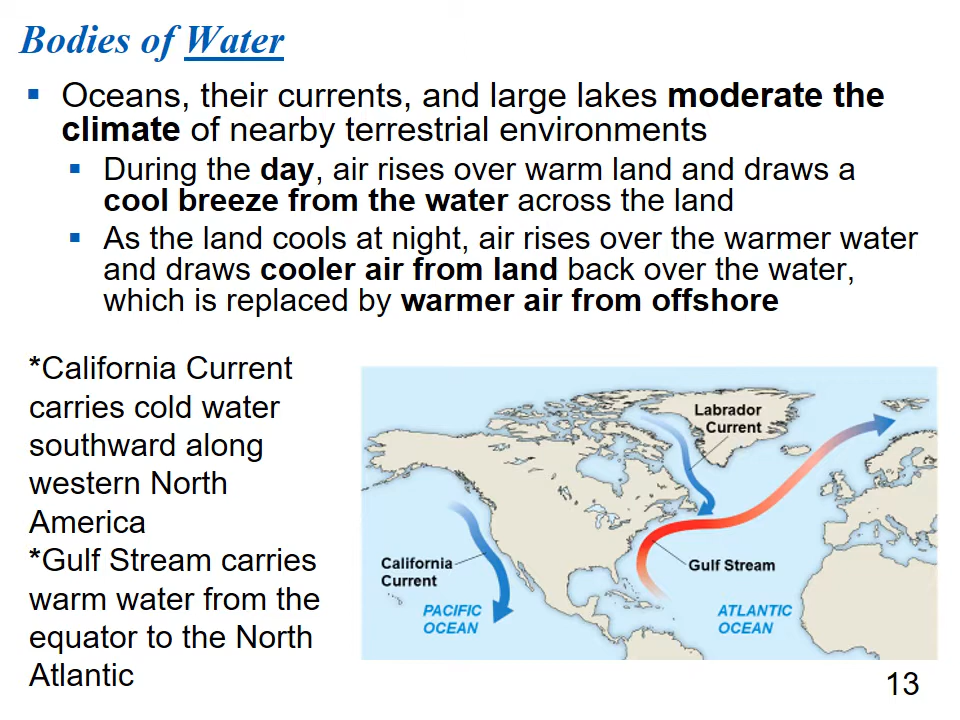 Bodies of Water
▪ Oceans, their currents, and large lakes moderate the
climate of nearby terrestrial environments
▪ During the day, air rises over warm land and draws a
cool breeze from the water across the land
▪ As the land cools at night, air rises over the warmer water
and draws cooler air from land back over the water,
which is replaced by warmer air from offshore
*California Current
carries cold water
southward along
western North
America
*Gulf Stream carries
warm water from the
equator to the North
Atlantic
Labrador
Current
California
Current
Gulf Stream
PACIFIC
OCEAN
ATLANTIC
OCEAN
13